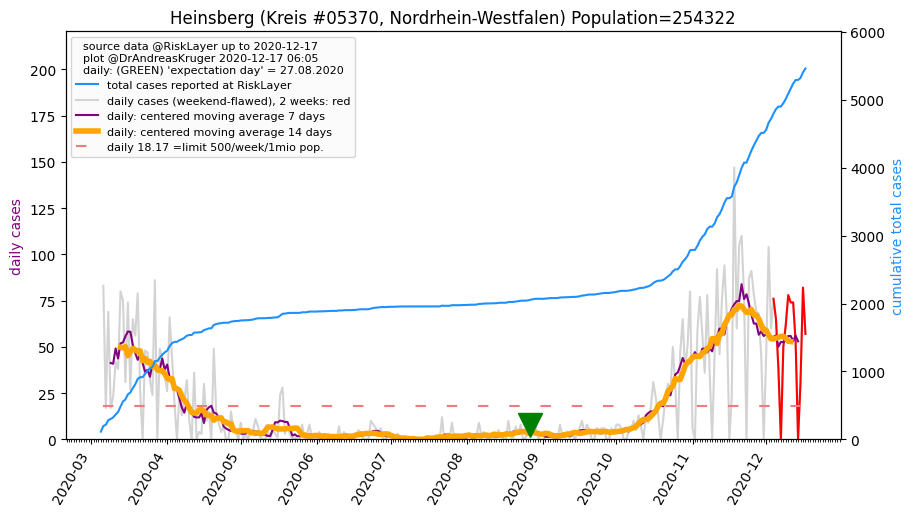 Heinsberg (Kreis #05370, Nordrhein-Westfalen) Population=254322
source data @RiskLayer up to 2020-12-17
plot @DrAndreasKruger 2020-12-17 06:05
daily: (GREEN) 'expectation day' = 27.08.2020
total cases reported at RiskLayer
daily cases (weekend-flawed), 2 weeks: red
daily: centered moving average 7 days
daily: centered moving average 14 days
daily 18.17 =limit 500/week/1mio pop.
daily cases
200
175
150
125
100
75
50
25
0
cumulative total cases
6000
5000
4000
3000
2000
1000
0
2020-03
2020-04
2020-05
2020-06
2020-07
2020-08
2020-09
2020-10
2020-11
2020-12